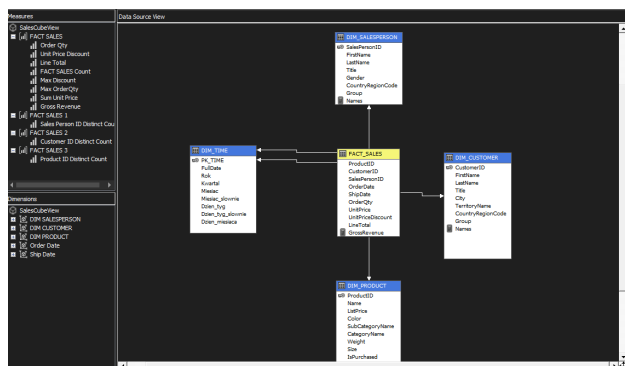 Measures
SalesCubeView
FACT SALES
Order Qty
Unit Price Discount
Line Total
FACT SALES Count
Max Discount
Max OrderQty
Sum Unit Price
Gross Revenue
FACT SALES 1
Sales Person ID Distinct Cou
FACT SALES 2
Customer ID Distinct Count
FACT SALES 3
Product ID Distinct Count
Dimensions
SalesCubeView
DIM SALESPERSON
DIM CUSTOMER
DIM PRODUCT
Order Date
Ship Date
Data Source View
DIM_SALESPERSON
SalesPersonID
FirstName
LastName
Title
Gender
CountryRegionCode
Group
Names
DIM_TIME
PK_TIME
FullDate
Rok
Kwartal
Miesiac
Miesiac_slownie
Dzien_tyg
Dzien_tyg_slownie
Dzien_miesiaca
FACT_SALES
ProductID
CustomerID
SalesPersonID
OrderDate
ShipDate
OrderQty
UnitPrice
UnitPriceDiscount
LineTotal
GrossRevenue
DIM_CUSTOMER
CustomerID
FirstName
LastName
Title
City
TerritoryName
CountryRegionCode
Group
Names
DIM_PRODUCT
ProductID
Name
ListPrice
Color
SubCategoryName
CategoryName
Weight
Size
IsPurchased